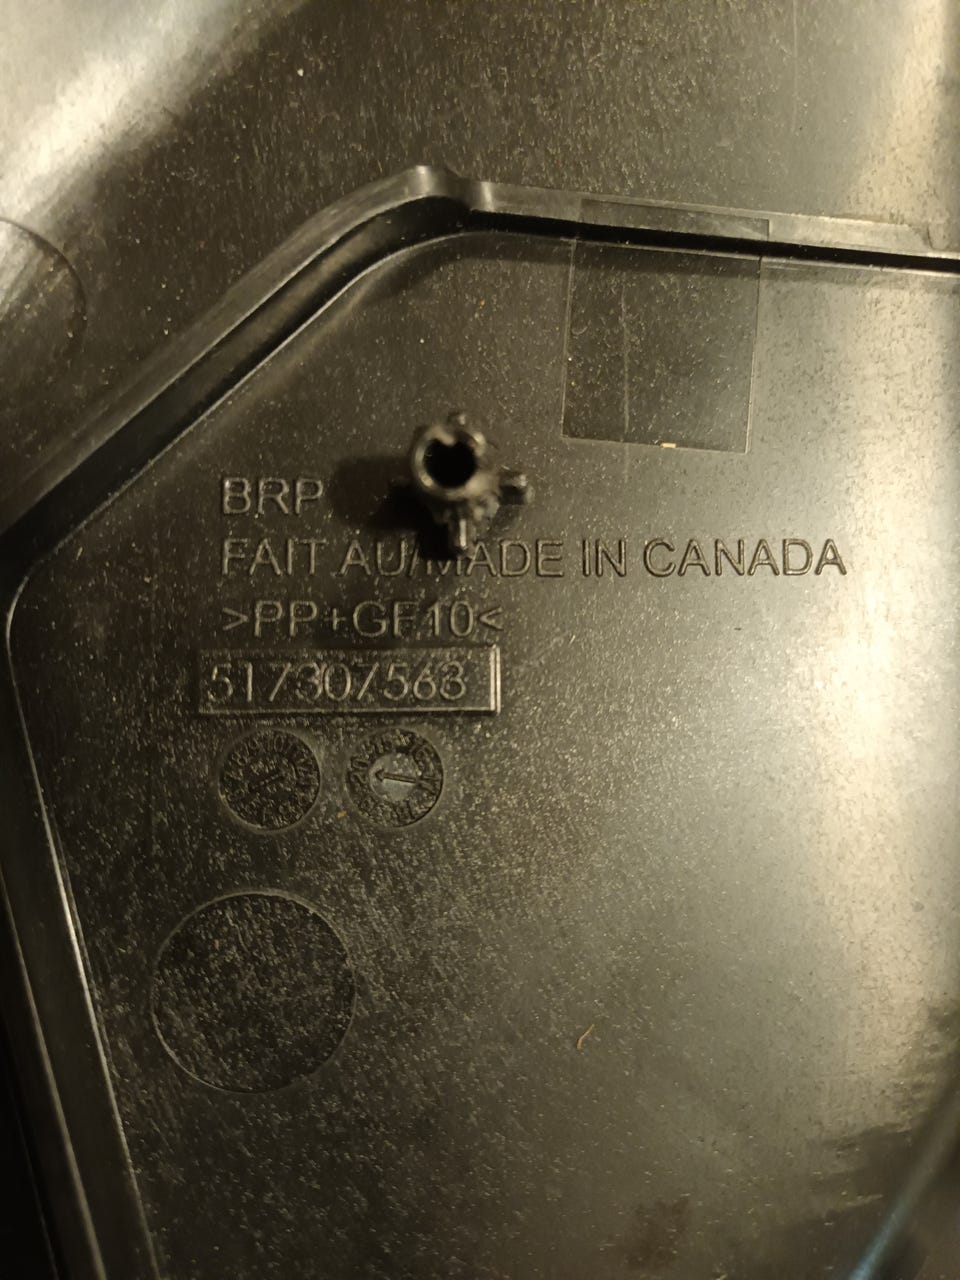 BRP
FAIT AU/MADE IN CANADA
>PP+GF10<
517307563